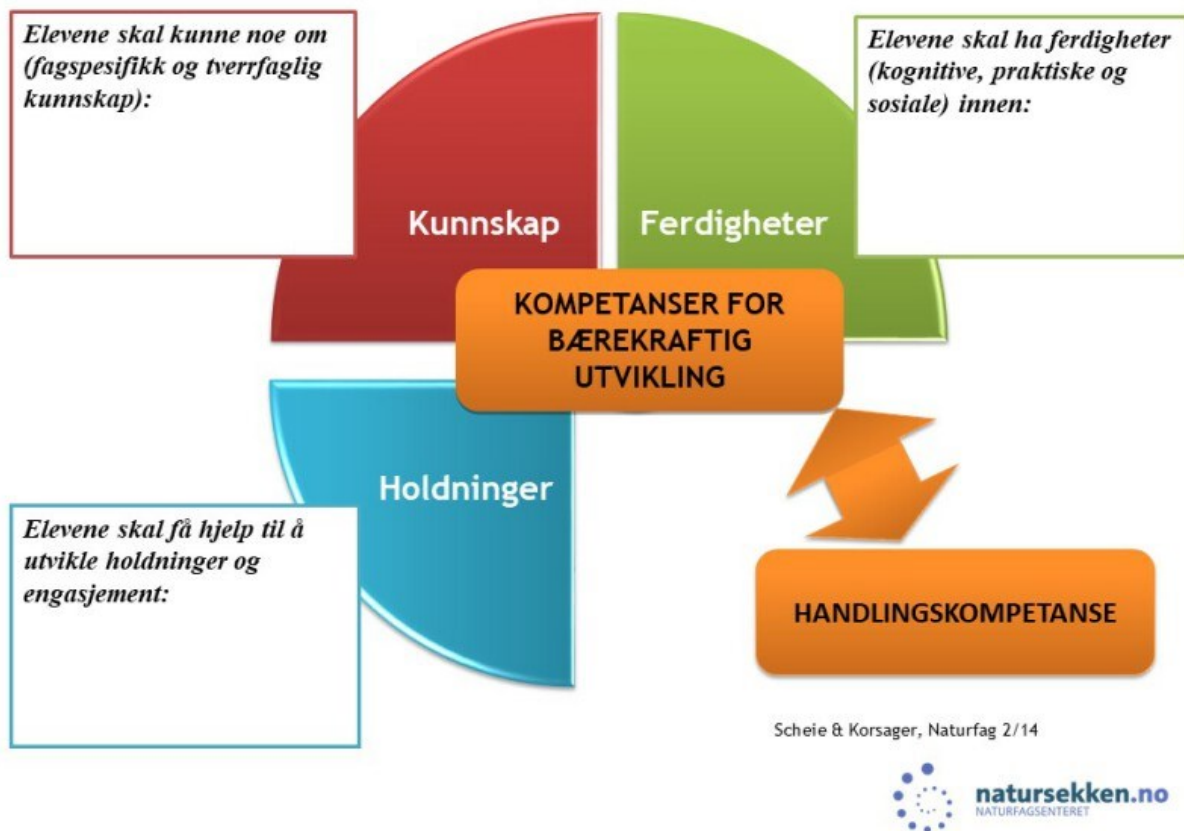 Elevene skal kunne noe om
(fagspesifikk og tverrfaglig
kunnskap):
Elevene skal ha ferdigheter
(kognitive, praktiske og
sosiale) innen:
Kunnskap
Ferdigheter
KOMPETANSER FOR
BÆREKRAFTIG
UTVIKLING
Holdninger
Elevene skal få hjelp til å
utvikle holdninger og
engasjement:
HANDLINGSKOMPETANSE
Scheie & Korsager, Naturfag 2/14
natursekken.no
NATURFAGSENTERET